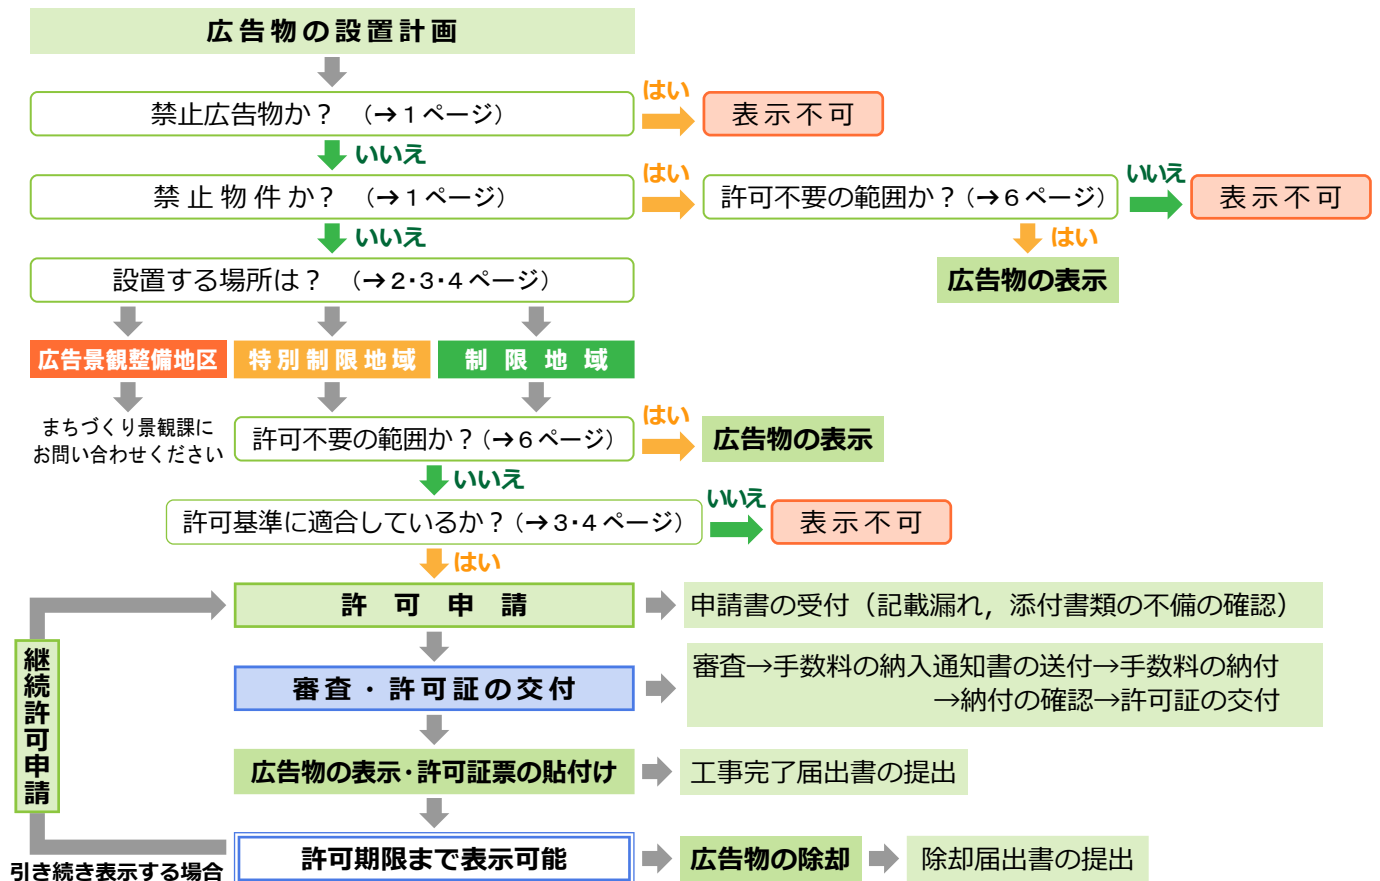 広告物の設置計画
禁止広告物か？ （→１ページ）
はい
表示不可
いいえ
禁止物件か？ （→１ページ）
はい
許可不要の範囲か？（→６ページ）
いいえ
表示不可
いいえ
はい
広告物の表示
設置する場所は？ （→２・３・４ページ）
広告景観整備地区
特別制限地域
制限地域
まちづくり景観課に
お問い合わせください
許可不要の範囲か？（→６ページ）
はい
広告物の表示
いいえ
許可基準に適合しているか？（→３・４ページ）
いいえ
表示不可
はい
許可申請
申請書の受付（記載漏れ，添付書類の不備の確認）
審査・許可証の交付
審査→手数料の納入通知書の送付→手数料の納付
→納付の確認→許可証の交付
広告物の表示・許可証票の貼付け
工事完了届出書の提出
許可期限まで表示可能
広告物の除却
除却届出書の提出
継続許可申請
引き続き表示する場合